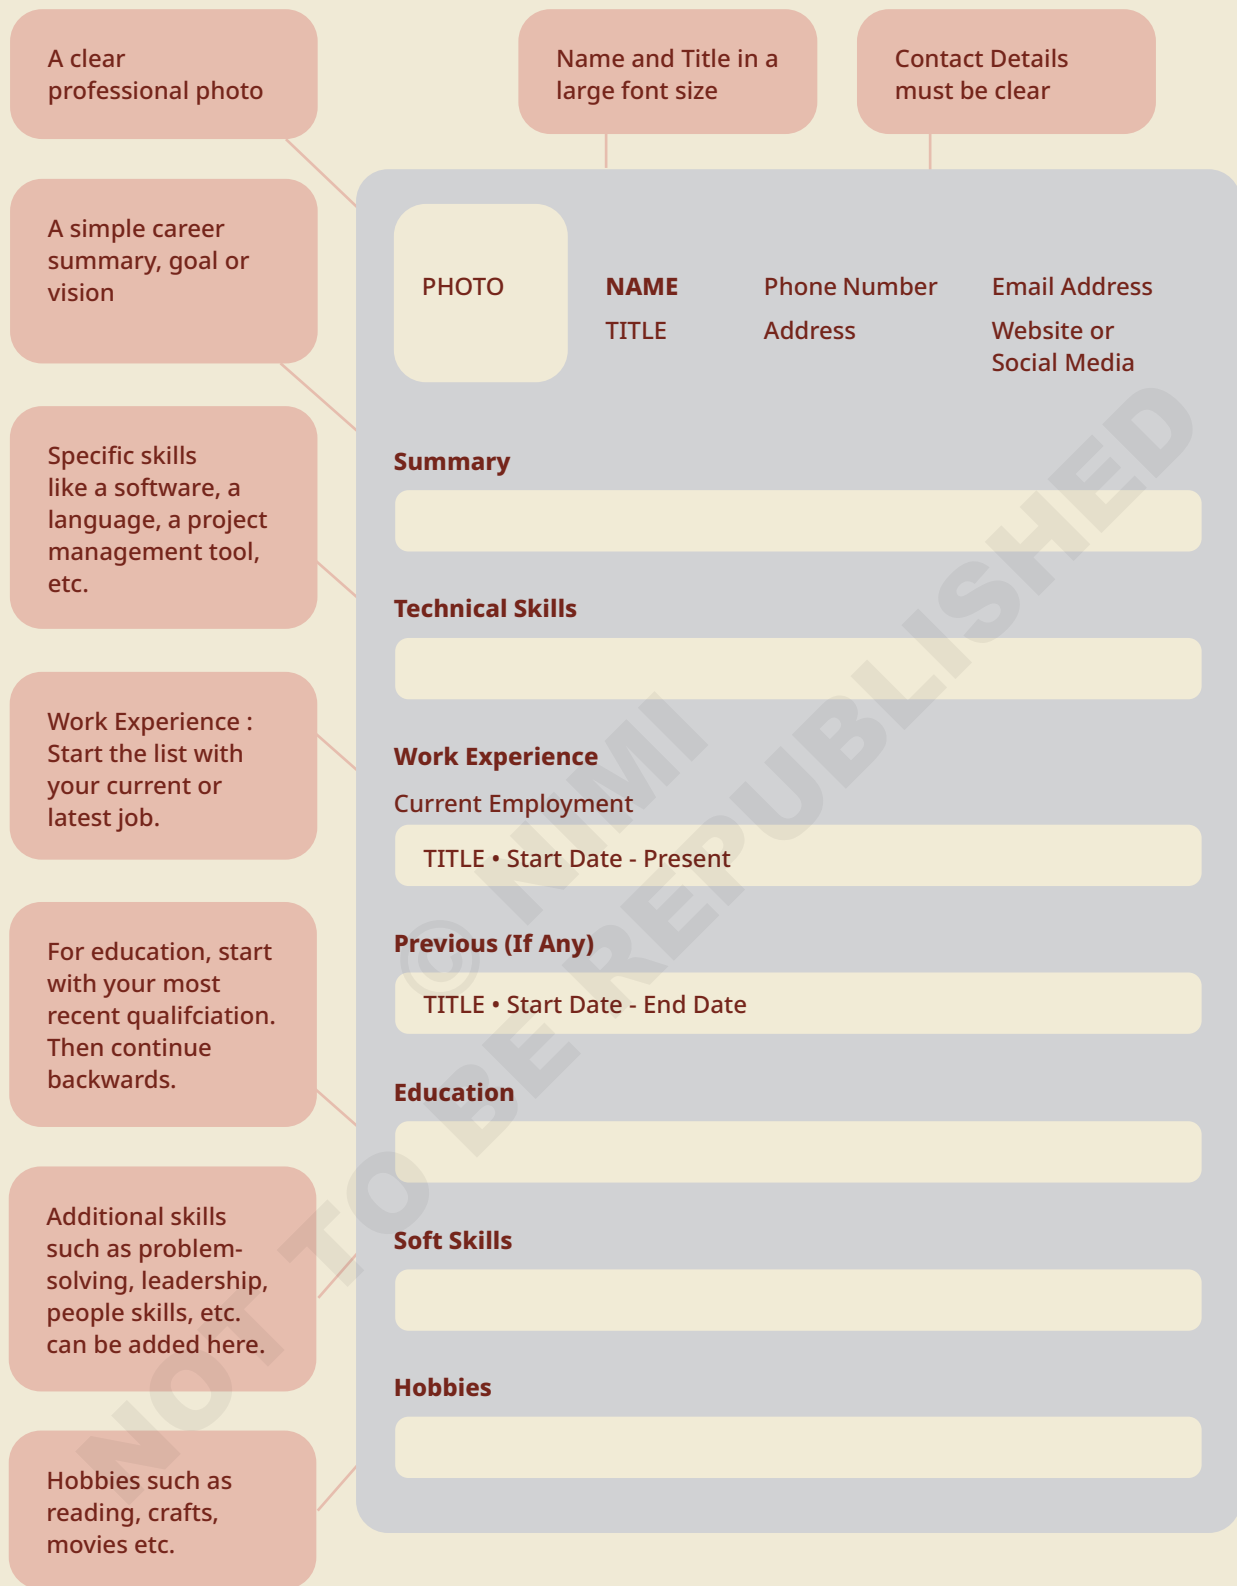 A clear
professional photo
Name and Title in a
large font size
Contact Details
must be clear
A simple career
summary, goal or
vision
Specific skills
like a software, a
language, a project
management tool,
etc.
Work Experience :
Start the list with
your current or
latest job.
For education, start
with your most
recent qualifciation.
Then continue
backwards.
Additional skills
such as problem-
solving, leadership,
people skills, etc.
can be added here.
Hobbies such as
reading, crafts,
movies etc.
PHOTO
NAME
TITLE
Phone Number
Address
Email Address
Website or
Social Media
Summary
Technical Skills
Work Experience
Current Employment
TITLE • Start Date - Present
Previous (If Any)
TITLE • Start Date - End Date
Education
Soft Skills
Hobbies
© NIMI
NOT TO BE REPUBLISHED